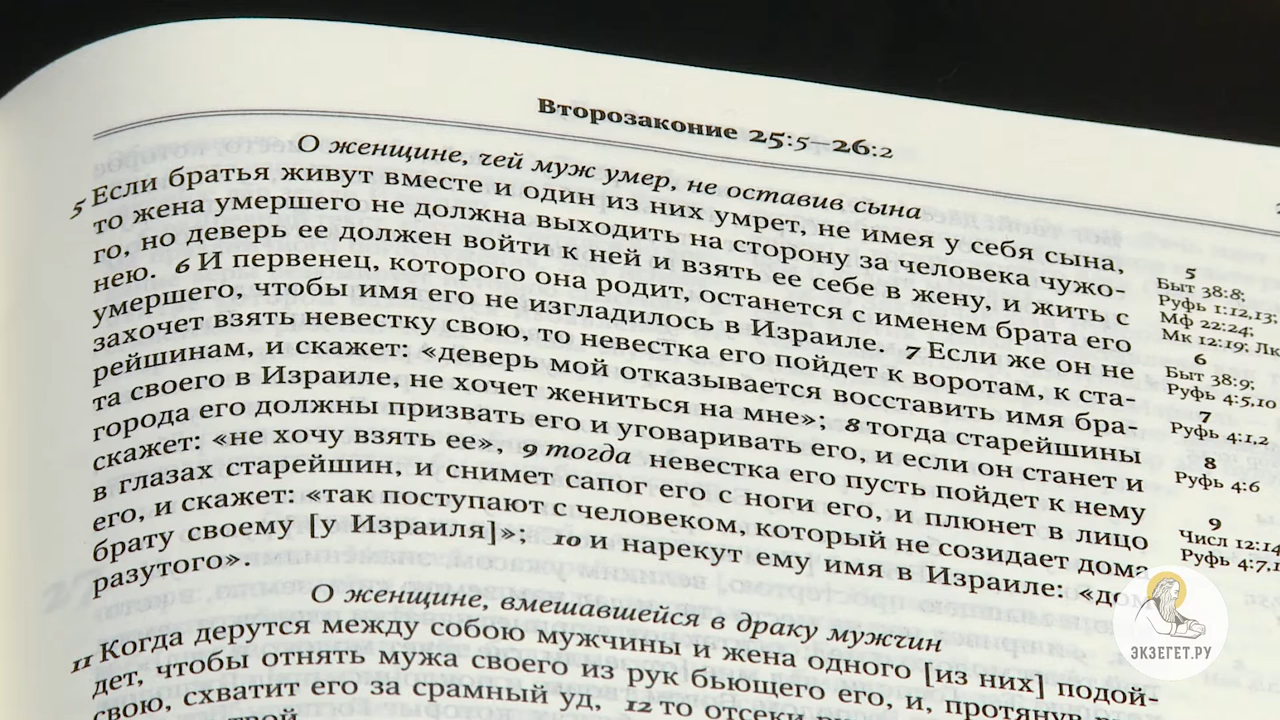 Второзаконие 25:5–26:2
О женщине, чей муж умер, не оставив сына
5 Если братья живут вместе и один из них умрет, не имея у себя сына,
то жена умершего не должна выходить на сторону за человека чужо-
го, но деверь ее должен войти к ней и взять ее себе в жену, и жить с
нею. 6 И первенец, которого она родит, останется с именем брата его
умершего, чтобы имя его не изгладилось в Израиле. 7 Если же он не
захочет взять невестку свою, то невестка его пойдет к воротам, к ста-
рейшинам, и скажет: «деверь мой отказывается восставить имя бра-
та своего в Израиле, не хочет жениться на мне»; 8 тогда старейшины
города его должны призвать его и уговаривать его, и если он станет и
скажет: «не хочу взять ее», 9 тогда невестка его пусть пойдет к нему
в глазах старейшин, и снимет сапог его с ноги его, и плюнет в лицо
его, и скажет: «так поступают с человеком, который не созидает дома
брату своему [у Израиля]»; 10 и нарекут ему имя в Израиле: «до
разутого».
О женщине, вмешавшейся в драку мужчин
11 Когда дерутся между собою мужчины и жена одного [из них] подой-
дет, чтобы отнять мужа своего из рук бьющего его, и, протянув
свою, схватит его за срамный уд, 12 то отсеки
5
Быт 38:8;
Руфь 1:12,13;
Мф 22:24;
Мк 12:19; Лк
6
Быт 38:9;
Руфь 4:5,10
7
Руфь 4:1,2
8
Руфь 4:6
9
Числ 12:14
Руфь 4:7,
ЭКЗЕГЕТ.РУ